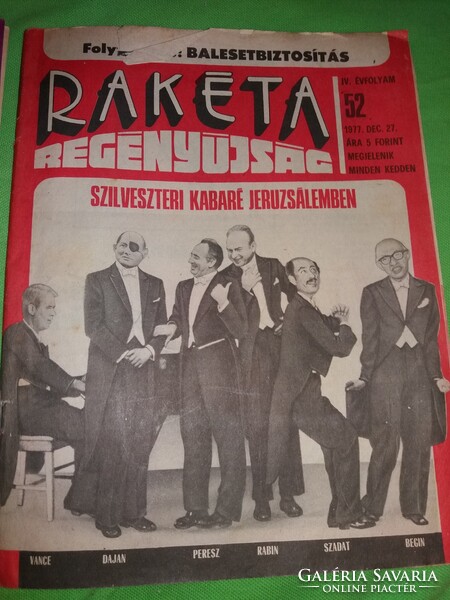 Foly BALESETBIZTOSÍTÁS
RAKÉTA
REGÉNYÚJSÁG
IV. ÉVFOLYAM
52
1977. DEC. 27.
ÁRA 5 FORINT
MEGJELENIK
MINDEN KEDDEN
SZILVESZTERI KABARÉ JERUZSÁLEMBEN
VANCE DAJAN PERESZ RABIN SZADAT BEGIN
GALÉRIA SAVARIA
ONLINE PIACTÉR